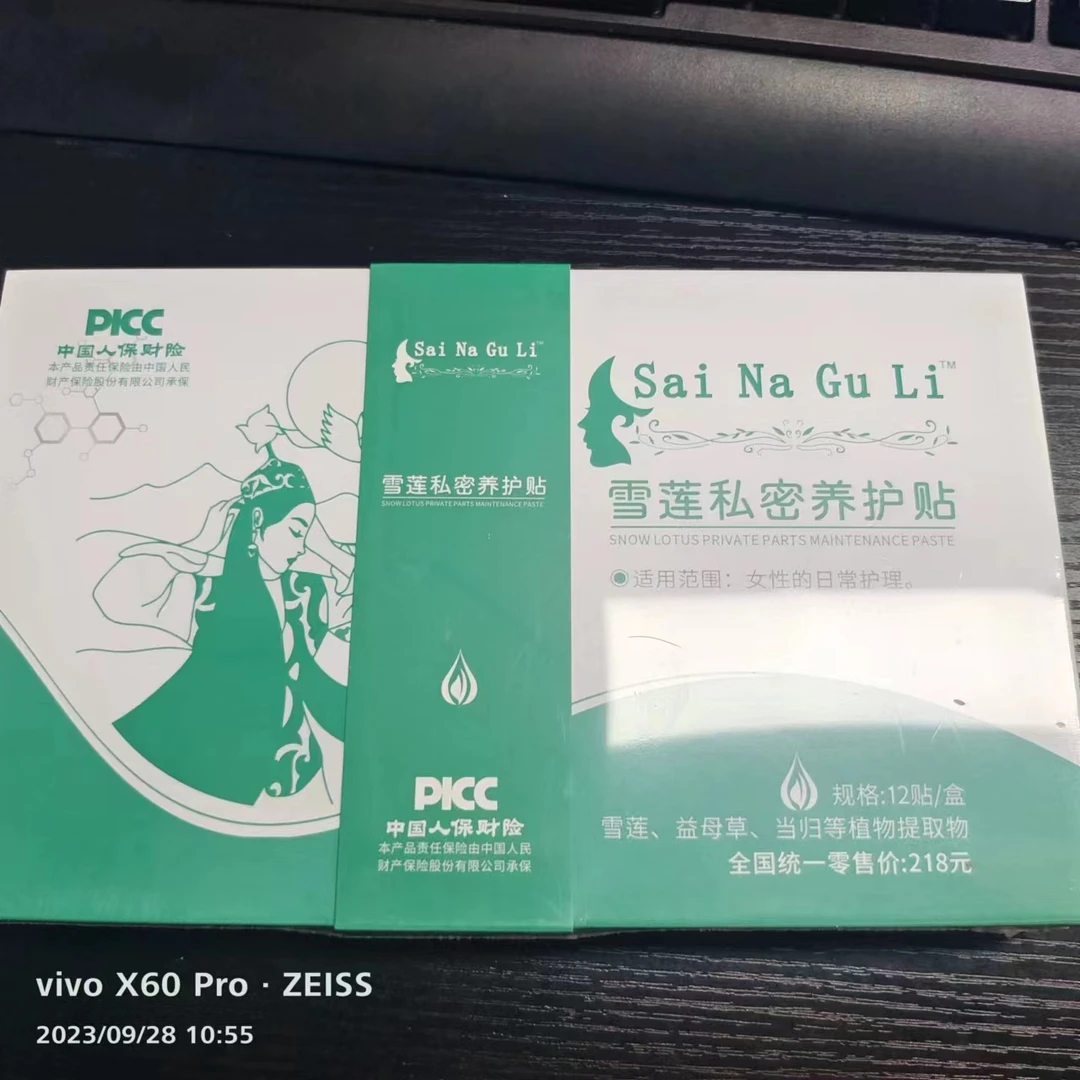 PICC
中国人保财险
本产品责任保险由中国人民
财产保险股份有限公司承保
Sai Na Gu Li™
雪莲私密养护贴
SNOW LOTUS PRIVATE PARTS MAINTENANCE PASTE
PICC
中国人保财险
本产品责任保险由中国人民
财产保险股份有限公司承保
Sai Na Gu Li™
雪莲私密养护贴
SNOW LOTUS PRIVATE PARTS MAINTENANCE PASTE
适用范围：女性的日常护理。
规格:12贴/盒
雪莲、益母草、当归等植物提取物
全国统一零售价:218元
vivo X60 Pro · ZEISS
2023/09/28 10:55